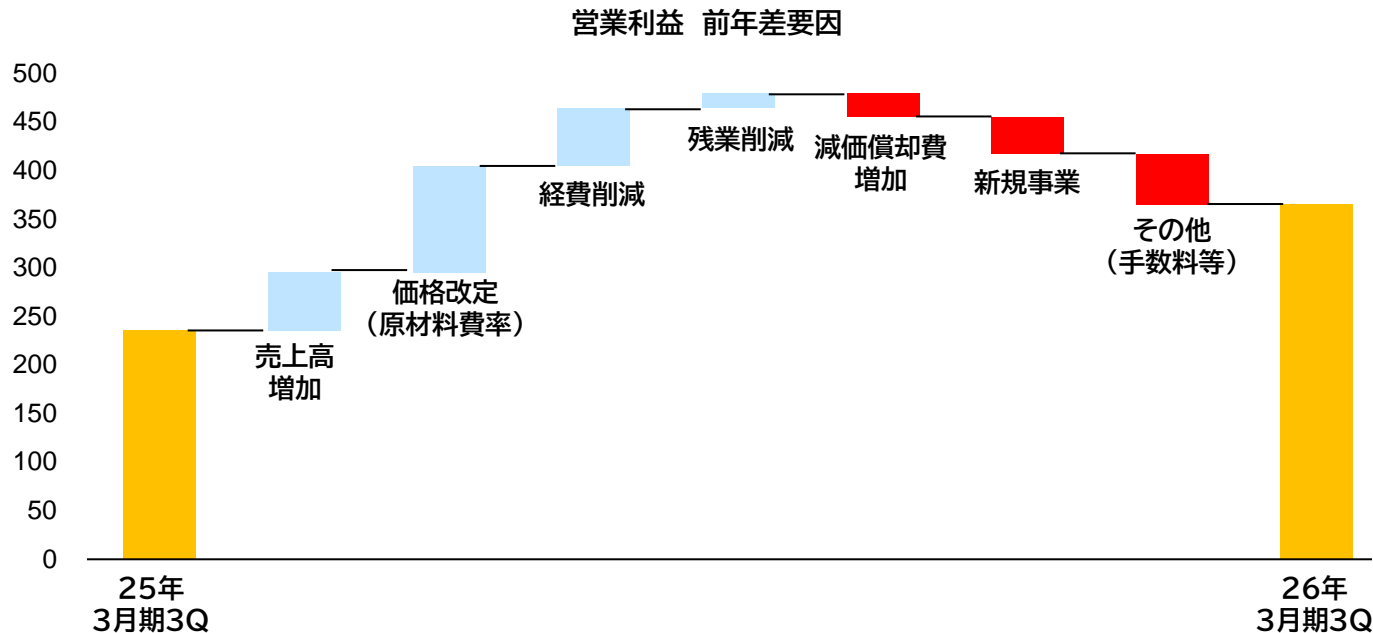 営業利益 前年差要因
500
450
400
350
300
250
200
150
100
50
0
売上高
増加
価格改定
（原材料費率）
経費削減
残業削減
減価償却費
増加
新規事業
その他
（手数料等）
25年
3月期3Q
26年
3月期3Q